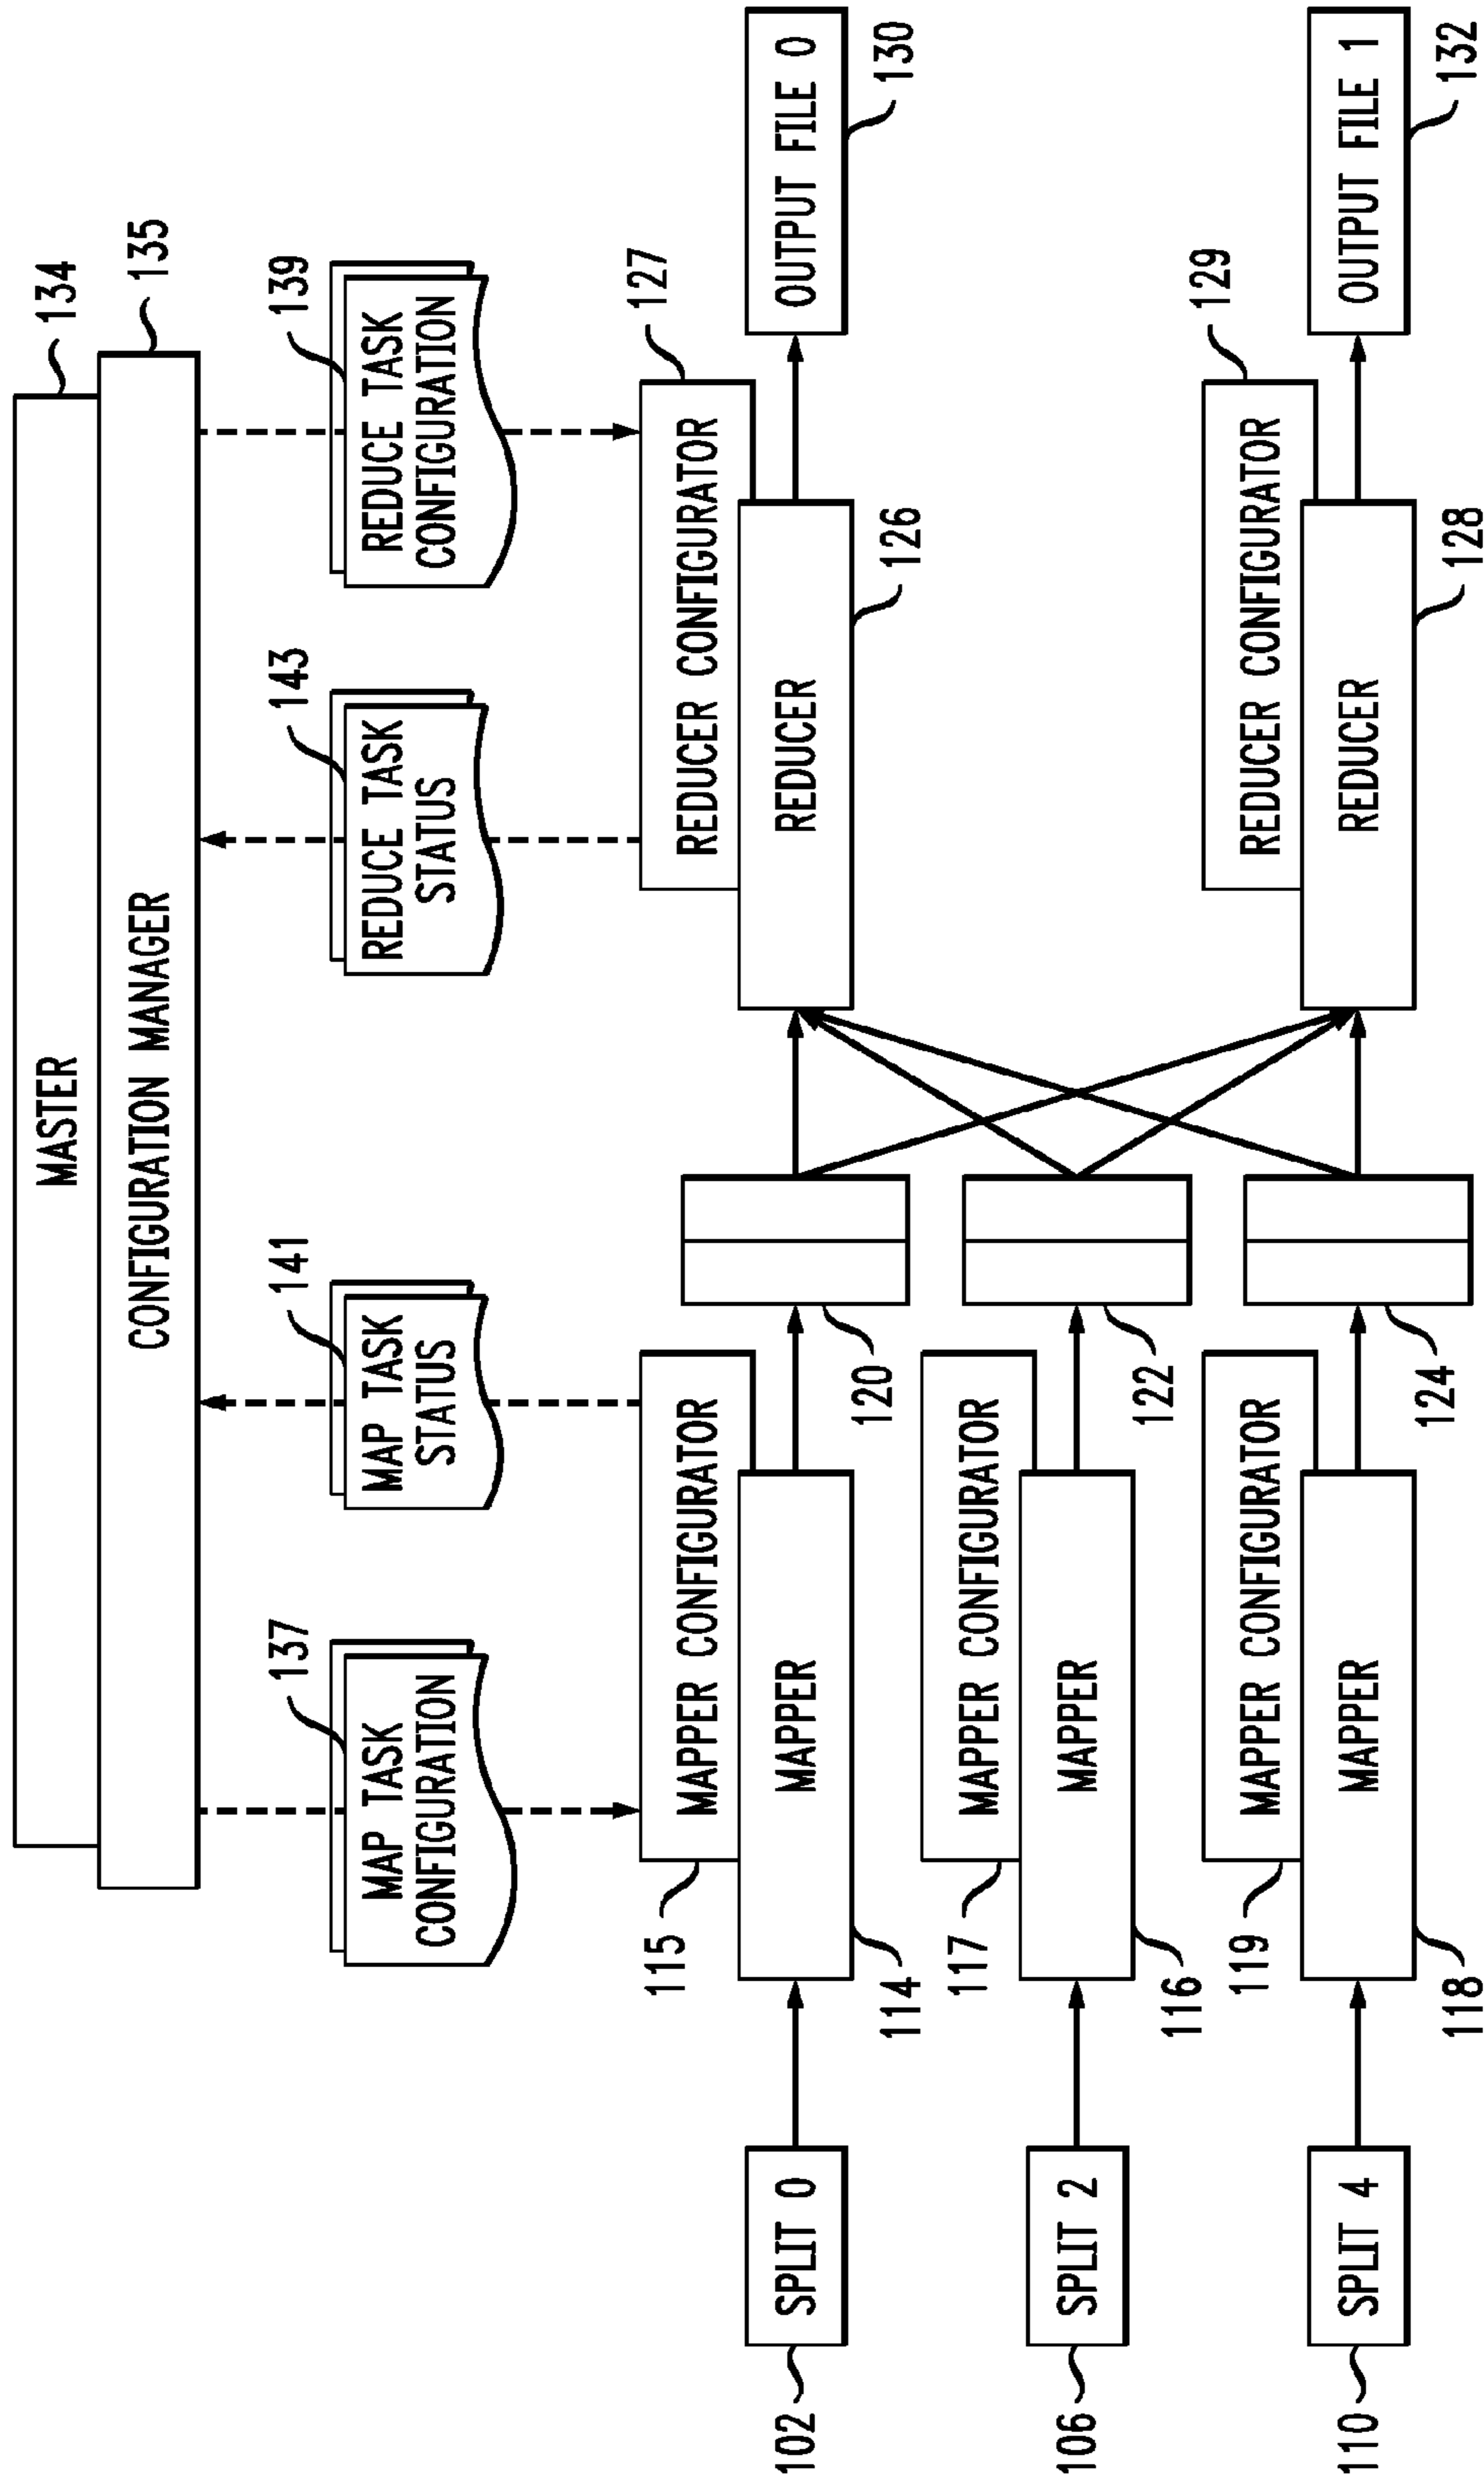 134
MASTER
135
CONFIGURATION MANAGER
137
MAP TASK
CONFIGURATION
141
MAP TASK
STATUS
143
REDUCE TASK
STATUS
139
REDUCE TASK
CONFIGURATION
115
MAPPER CONFIGURATOR
102
SPLIT 0
MAPPER
114
120
REDUCER CONFIGURATOR
127
REDUCER
126
OUTPUT FILE 0
130
117
MAPPER CONFIGURATOR
106
SPLIT 2
MAPPER
116
122
119
MAPPER CONFIGURATOR
110
SPLIT 4
MAPPER
118
124
REDUCER CONFIGURATOR
129
REDUCER
128
OUTPUT FILE 1
132